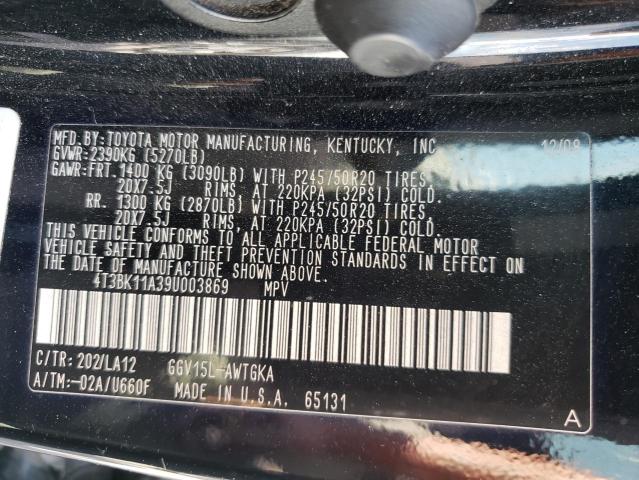 MFD.BY:TOYOTA MOTOR MANUFACTURING, KENTUCKY, INC 12/08
GVWR:2390KG (5270LB)
GAWR:FRT.1400 KG (3090LB) WITH P245/50R20 TIRES,
20X7.5J RIMS, AT 220KPA (32PSI) COLD.
RR. 1300 KG (2870LB) WITH P245/50R20 TIRES,
20X7.5J RIMS, AT 220KPA (32PSI) COLD.
THIS VEHICLE CONFORMS TO ALL APPLICABLE FEDERAL MOTOR
VEHICLE SAFETY AND THEFT PREVENTION STANDARDS IN EFFECT ON
THE DATE OF MANUFACTURE SHOWN ABOVE.
4T3BK11A39U003869 MPV
C/TR:202/LA12 GGV15L-AWTGKA
A/TM:-02A/U660F MADE IN U.S.A. 65131
A